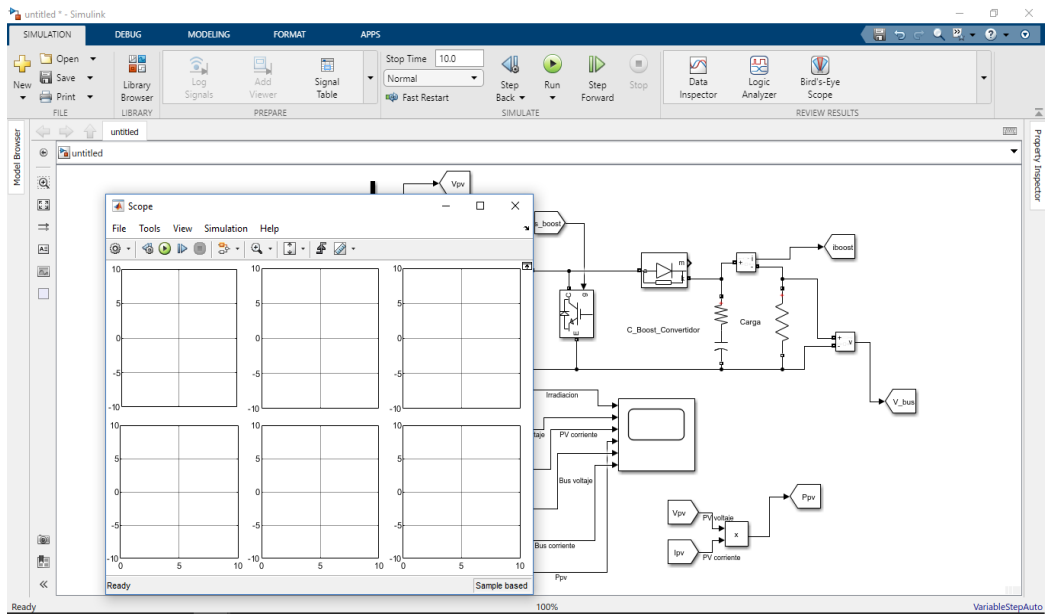 untitled * - Simulink
SIMULATION DEBUG MODELING FORMAT APPS
New
Open
Save
Print
FILE
Library Browser
LIBRARY
Log Signals
Add Viewer
Signal Table
PREPARE
Stop Time 10.0
Normal
Fast Restart
Step Back
Run
Step Forward
Stop
SIMULATE
Data Inspector
Logic Analyzer
Bird's-Eye Scope
REVIEW RESULTS
Model Browser
Property Inspector
untitled
untitled
Vpv
s_boost
iboost
C
g
E
m
k
+ i
-
C_Boost_Convertidor
Carga
+ v
-
V_bus
Irradiacion
taje
PV corriente
Bus voltaje
Bus corriente
Ppv
Vpv
PV voltaje
x
Ppv
Ipv
PV corriente
Scope
File Tools View Simulation Help
10 10 10
5 5 5
0 0 0
-5 -5 -5
-10 -10 -10
10 10 10
5 5 5
0 0 0
-5 -5 -5
-10 -10 -10
0 5 10 0 5 10 0 5 10
Ready Sample based
Ready 100% VariableStepAuto